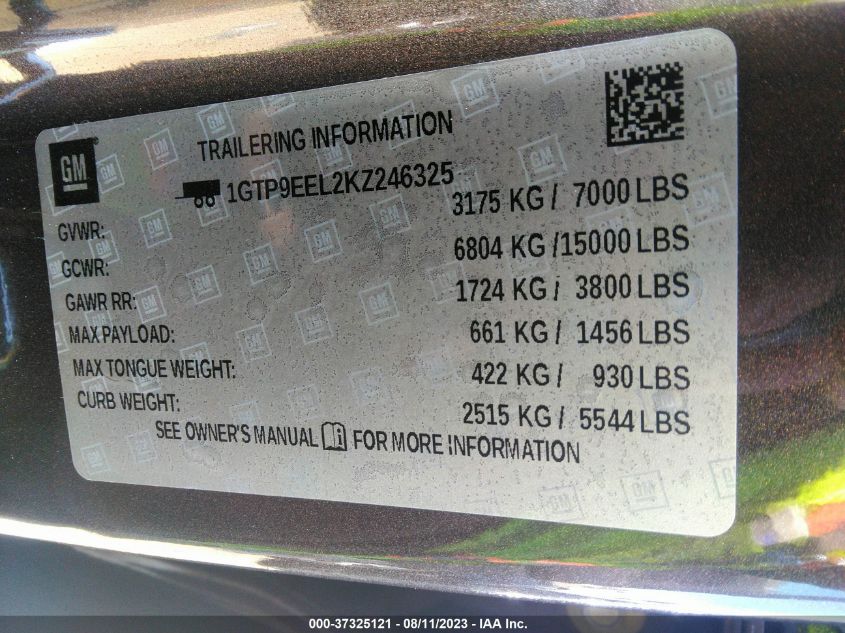 GM
TRAILERING INFORMATION
1GTP9EEL2KZ246325
GVWR: 3175 KG / 7000 LBS
GCWR: 6804 KG /15000 LBS
GAWR RR: 1724 KG / 3800 LBS
MAX PAYLOAD: 661 KG / 1456 LBS
MAX TONGUE WEIGHT: 422 KG / 930 LBS
CURB WEIGHT: 2515 KG / 5544 LBS
SEE OWNER'S MANUAL FOR MORE INFORMATION
000-37325121 - 08/11/2023 - IAA Inc.